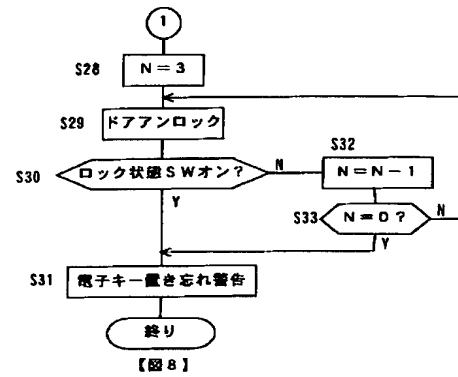 1
S28
N=3
S29
ドアアンロック
S30
ロック状態SWオン?
N
Y
S32
N=N-1
S33
N=0?
N
Y
S31
電子キー置き忘れ警告
終り
【図8】